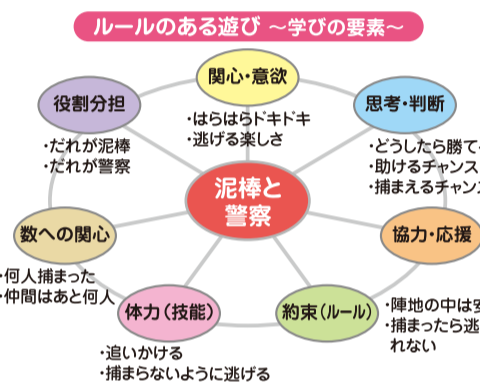 ルールのある遊び ～学びの要素～
関心・意欲
・はらはらドキドキ
・逃げる楽しさ
役割分担
・だれが泥棒
・だれが警察
思考・判断
・どうしたら勝て
・助けるチャンス
・捕まえるチャンス
泥棒と
警察
数への関心
・何人捕まった
・仲間はあと何人
協力・応援
・陣地の中は安
・捕まったら逃
れない
体力（技能）
・追いかける
・捕まらないように逃げる
約束（ルール）